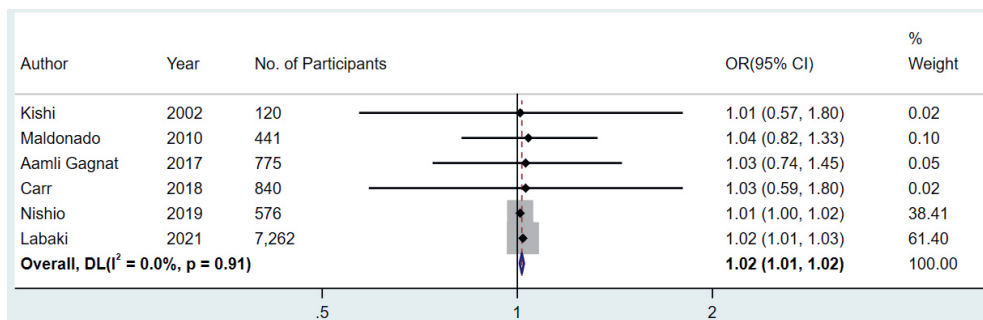 %
Author Year No. of Participants OR(95% CI) Weight
Kishi 2002 120 1.01 (0.57, 1.80) 0.02
Maldonado 2010 441 1.04 (0.82, 1.33) 0.10
Aamli Gagnat 2017 775 1.03 (0.74, 1.45) 0.05
Carr 2018 840 1.03 (0.59, 1.80) 0.02
Nishio 2019 576 1.01 (1.00, 1.02) 38.41
Labaki 2021 7,262 1.02 (1.01, 1.03) 61.40
Overall, DL(I² = 0.0%, p = 0.91) 1.02 (1.01, 1.02) 100.00
.5 1 2